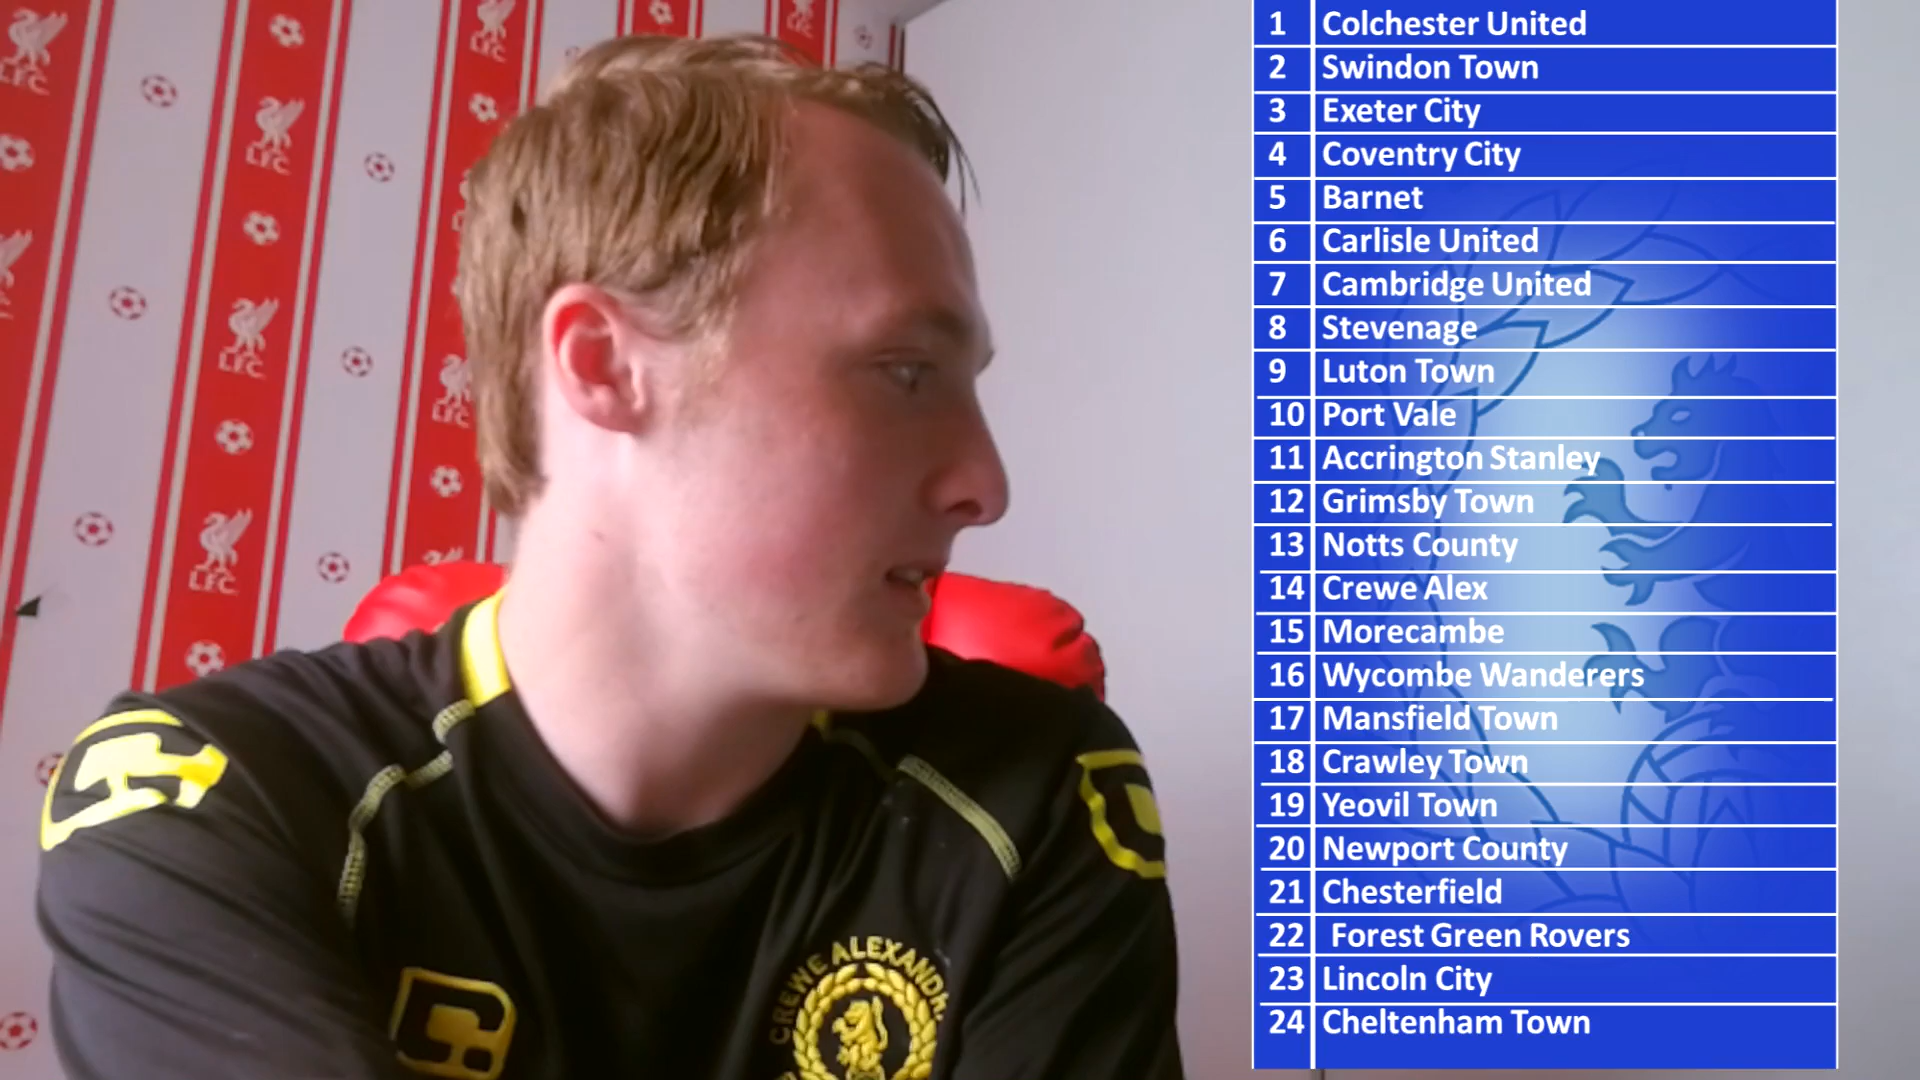 LFC
LFC
LFC
LFC
LFC
LFC
CREWE ALEXANDR
1 Colchester United
2 Swindon Town
3 Exeter City
4 Coventry City
5 Barnet
6 Carlisle United
7 Cambridge United
8 Stevenage
9 Luton Town
10 Port Vale
11 Accrington Stanley
12 Grimsby Town
13 Notts County
14 Crewe Alex
15 Morecambe
16 Wycombe Wanderers
17 Mansfield Town
18 Crawley Town
19 Yeovil Town
20 Newport County
21 Chesterfield
22 Forest Green Rovers
23 Lincoln City
24 Cheltenham Town